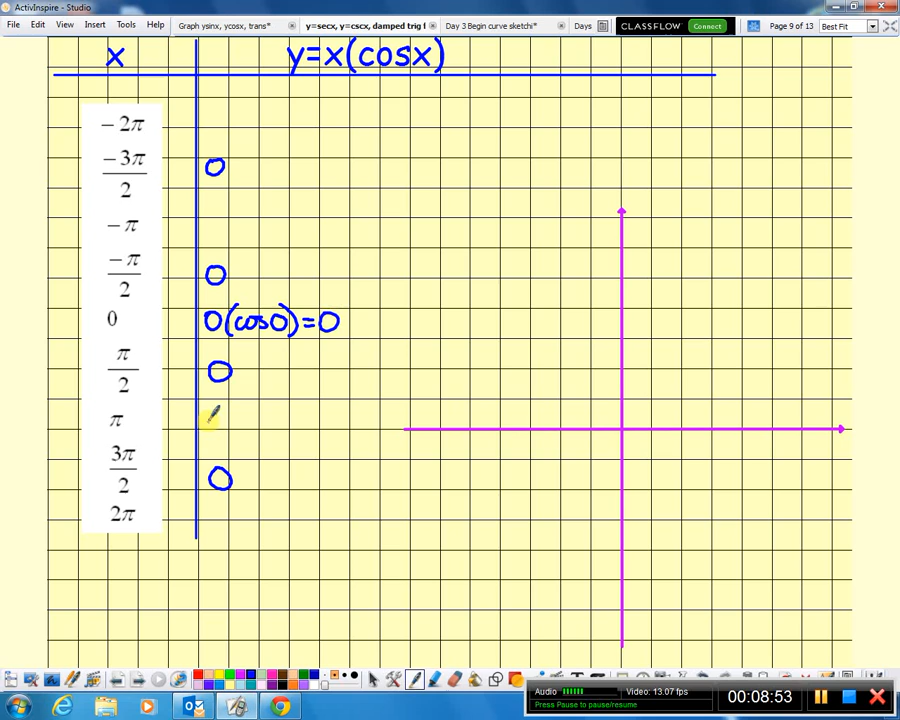 ActivInspire - Studio
File Edit View Insert Tools Help
Graph ysinx, ycosx, trans*
y=secx, y=cscx, damped trig f
Day 3 Begin curve sketchi*
Days
CLASSFLOW Connect
Page 9 of 13
Best Fit
x y=x(cosx)
-2π
-3π/2 0
-π
-π/2 0
0 0(cos0)=0
π/2 0
π
3π/2 0
2π
Audio Video: 13.07 fps
Press Pause to pause/resume
00:08:53